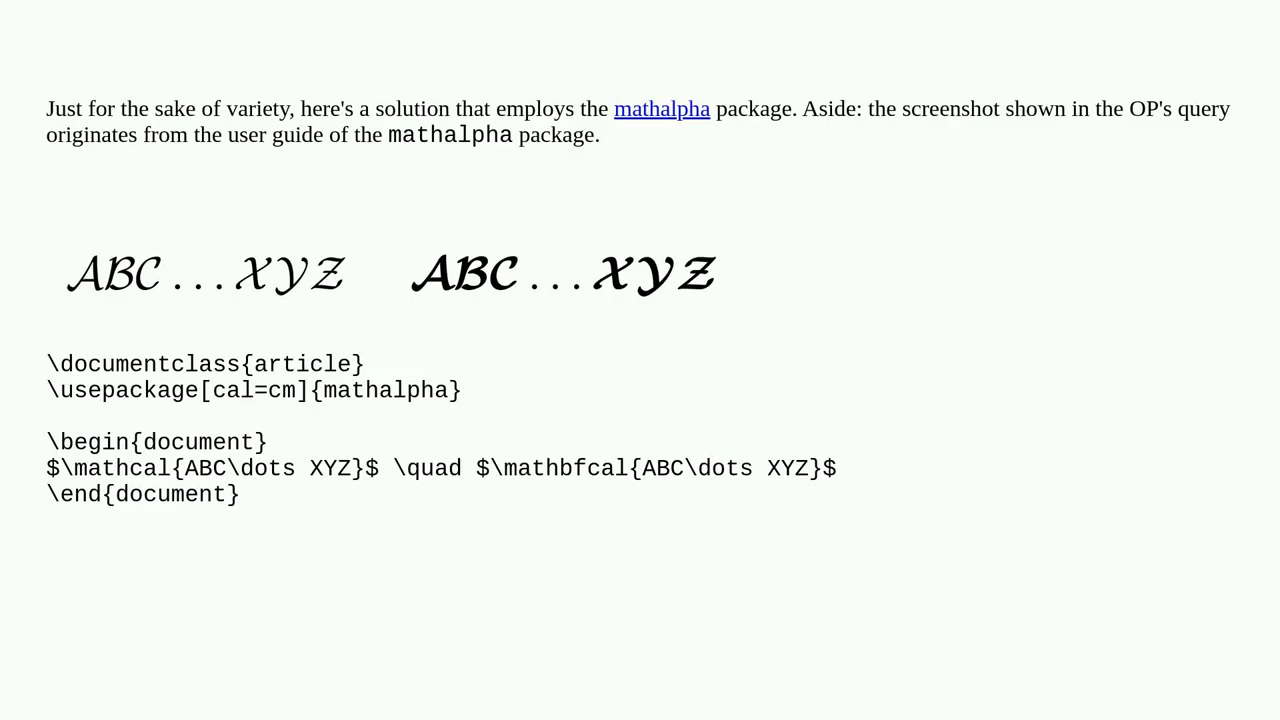 Just for the sake of variety, here's a solution that employs the mathalpha package. Aside: the screenshot shown in the OP's query
originates from the user guide of the mathalpha package.
𝒜ℬ𝒞 . . . 𝒳𝒴𝒵 𝓐𝓑𝓒 . . . 𝓧𝓨𝓩
\documentclass{article}
\usepackage[cal=cm]{mathalpha}
\begin{document}
$\mathcal{ABC\dots XYZ}$ \quad $\mathbfcal{ABC\dots XYZ}$
\end{document}